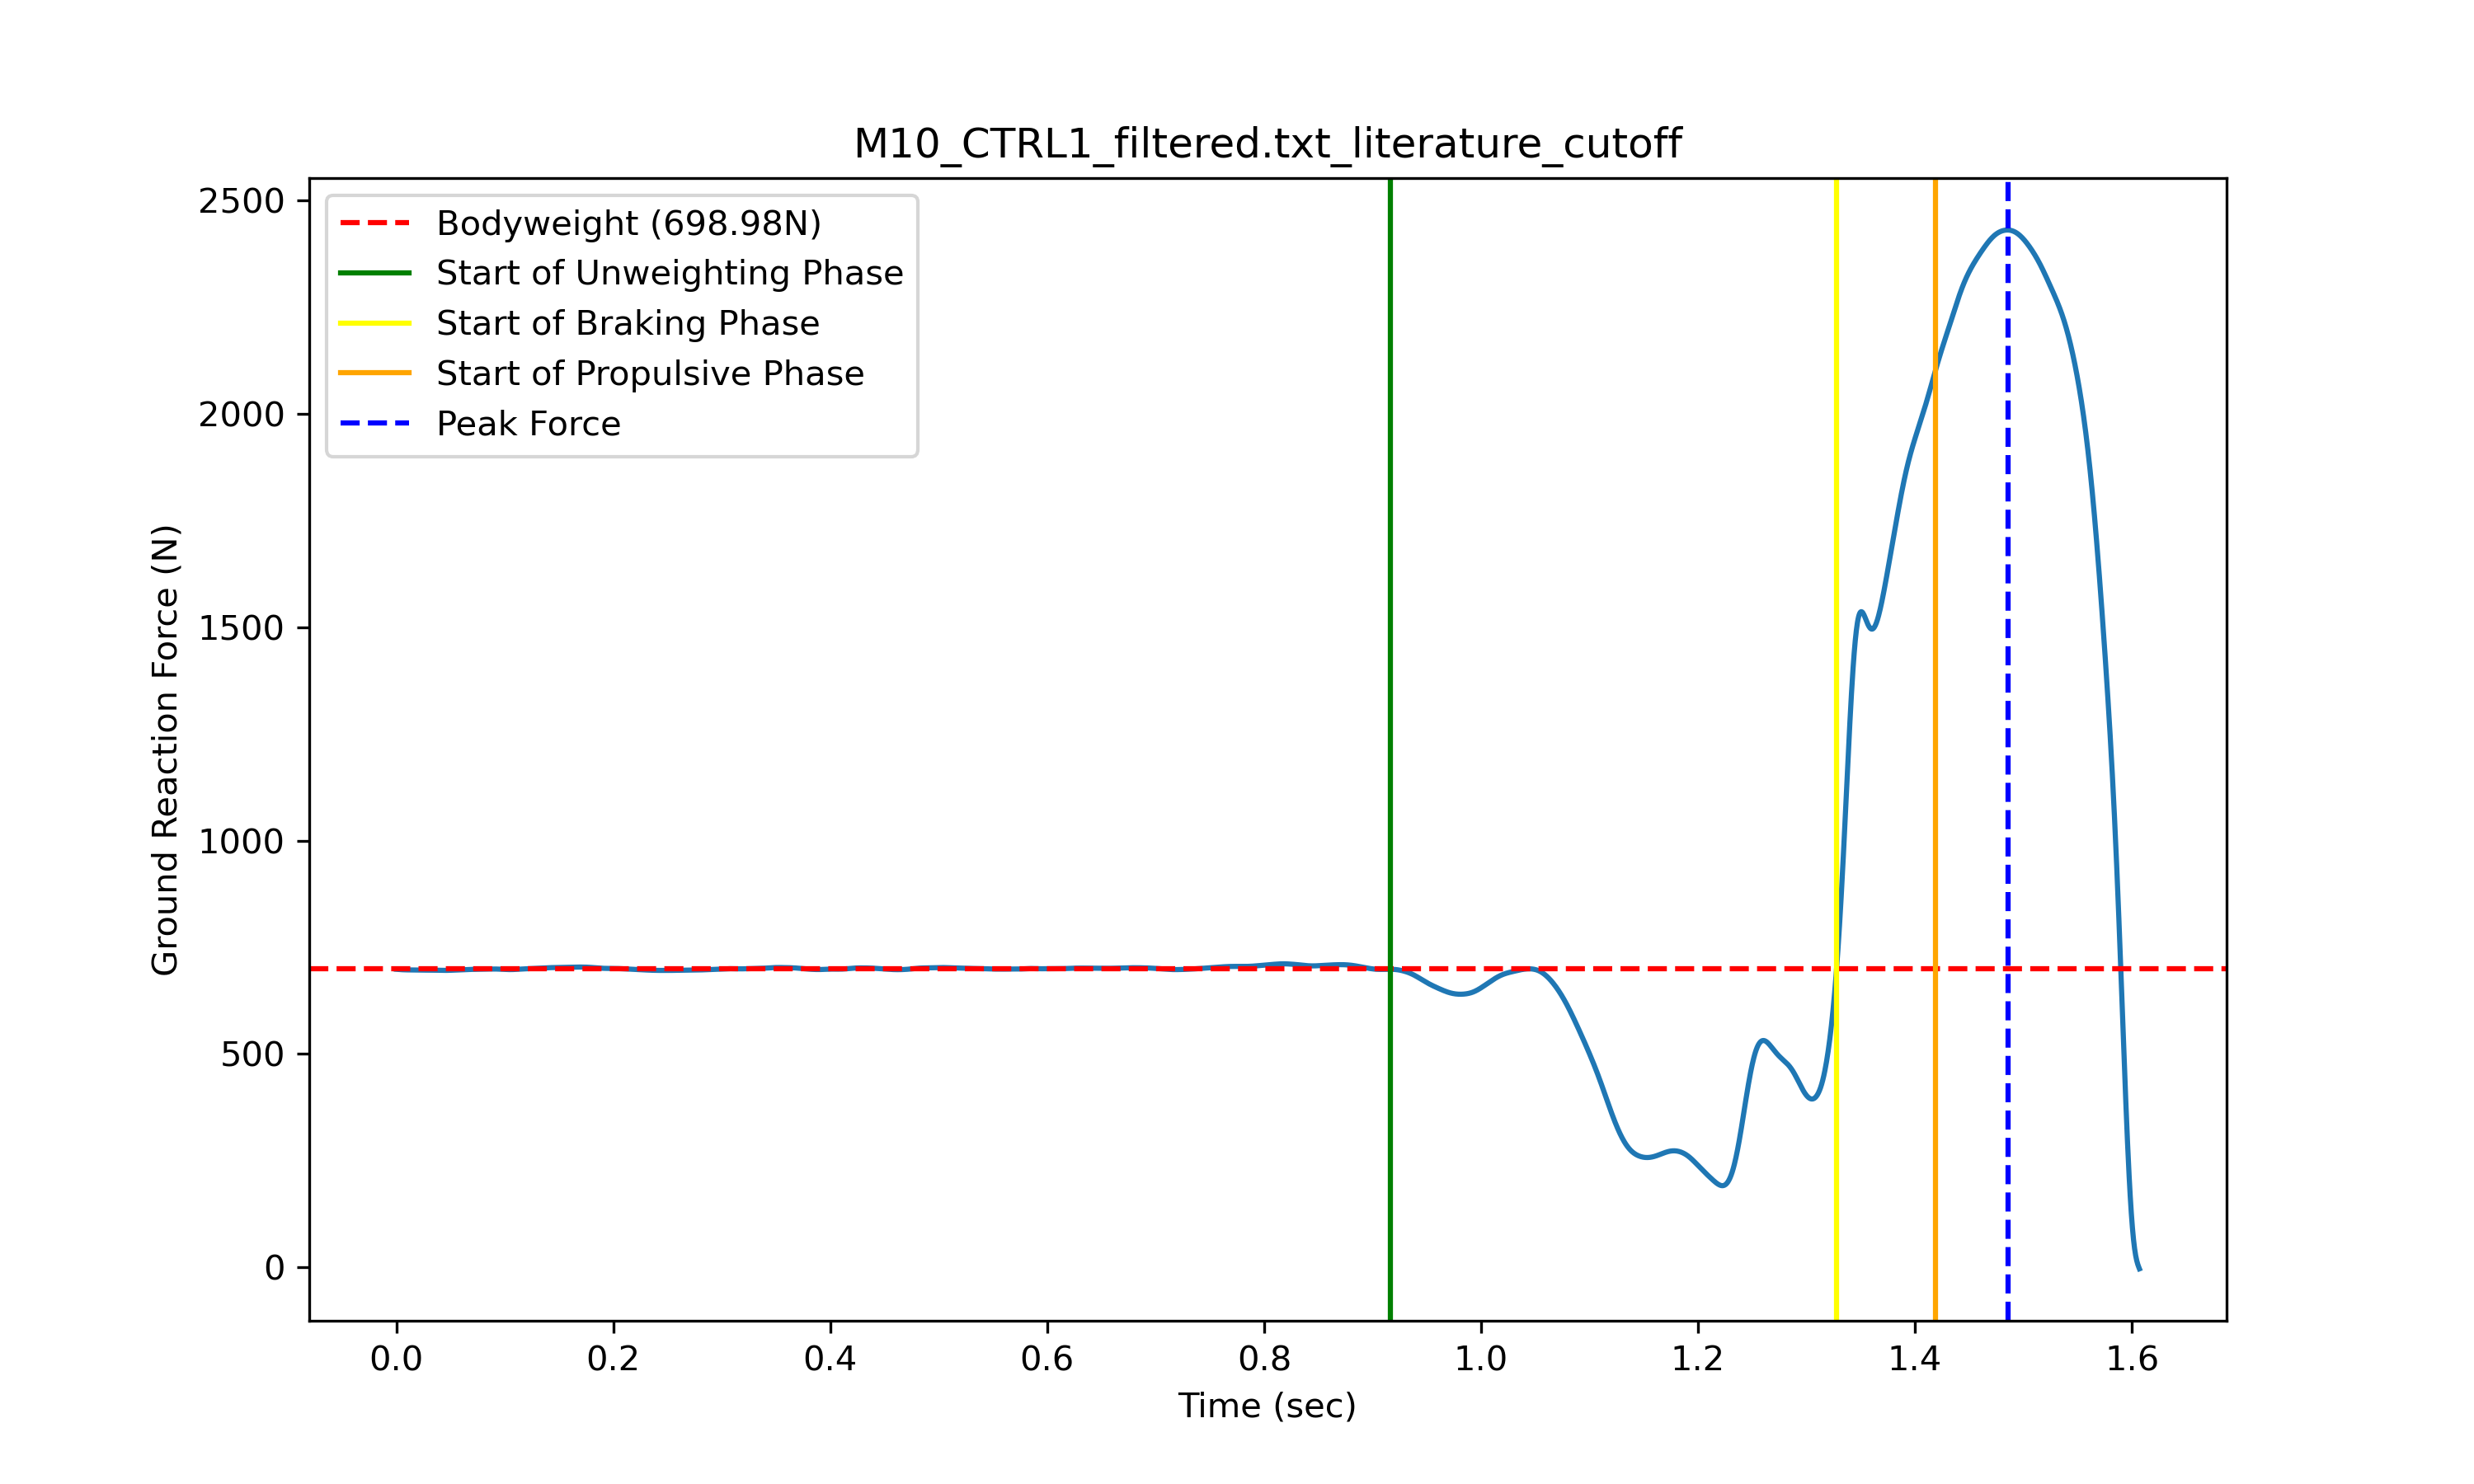 M10_CTRL1_filtered.txt_literature_cutoff
Bodyweight (698.98N)
Start of Unweighting Phase
Start of Braking Phase
Start of Propulsive Phase
Peak Force
Ground Reaction Force (N)
2500
2000
1500
1000
500
0
0.0 0.2 0.4 0.6 0.8 1.0 1.2 1.4 1.6
Time (sec)